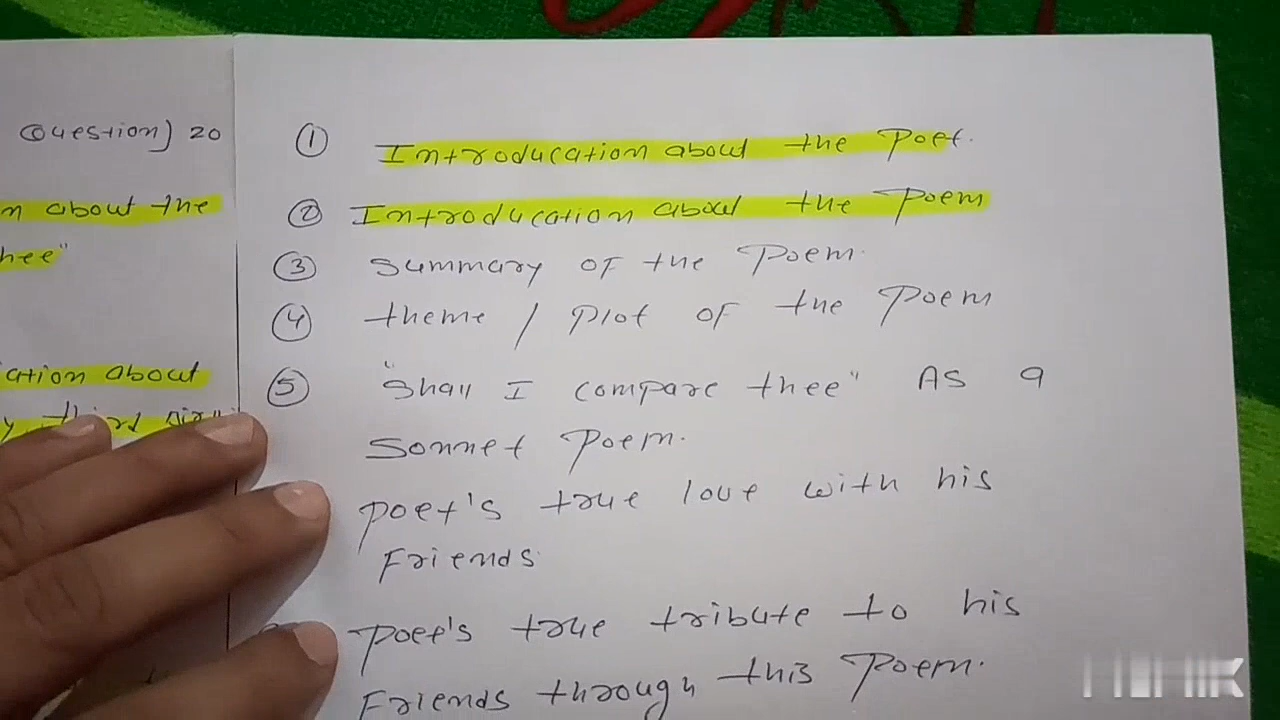 Question) 20
n about the
hee"
ation about
① Introducation about the Poet.
② Introducation about the Poem
③ Summary of the Poem.
④ theme / Plot of the Poem
⑤ "Shall I compare thee" As a
Sonnet Poem.
Poet's true love with his
Friends.
Poet's true tribute to his
Friends through this Poem.